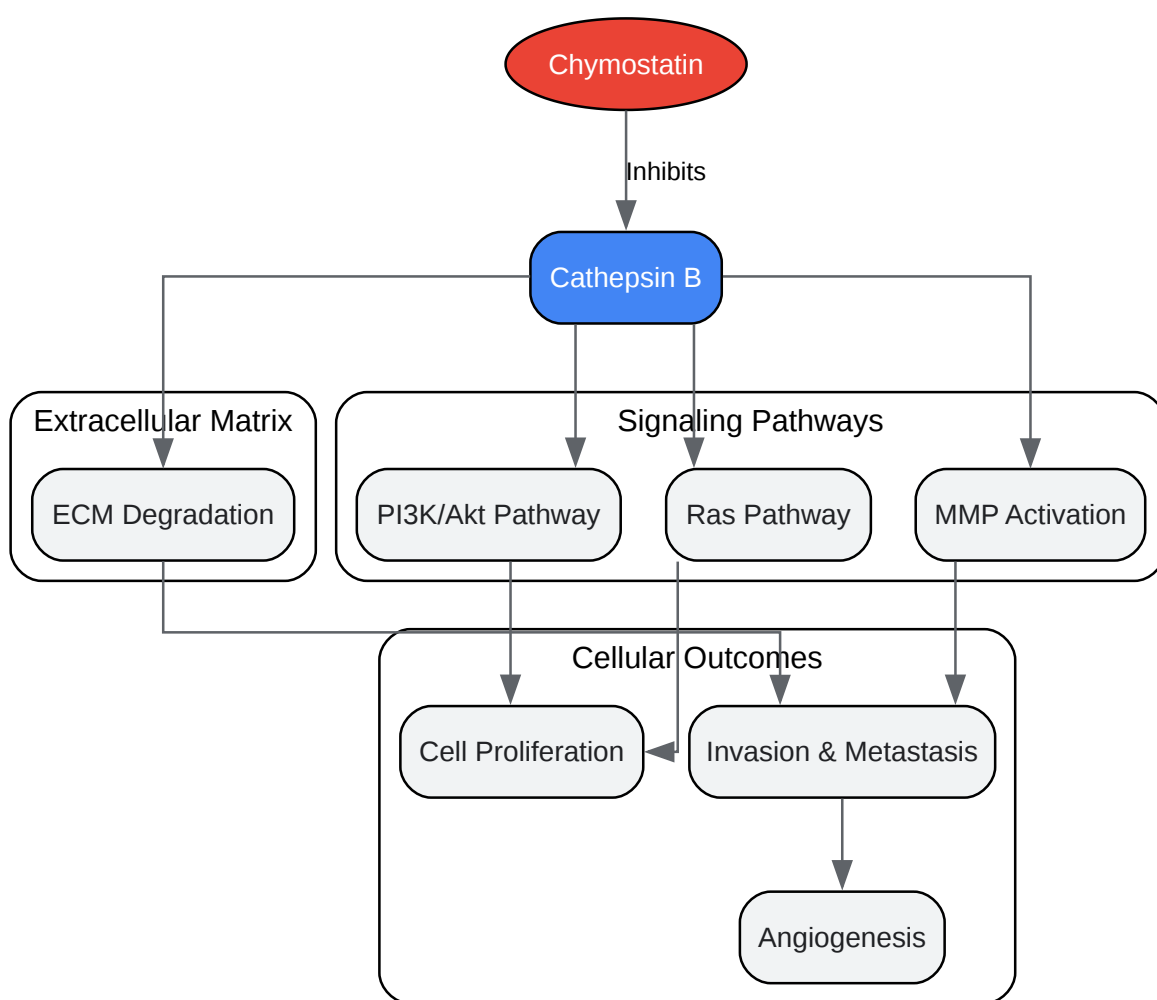 Chymostatin
Inhibits
Cathepsin B
Extracellular Matrix
Signaling Pathways
ECM Degradation
PI3K/Akt Pathway
Ras Pathway
MMP Activation
Cellular Outcomes
Cell Proliferation
Invasion & Metastasis
Angiogenesis